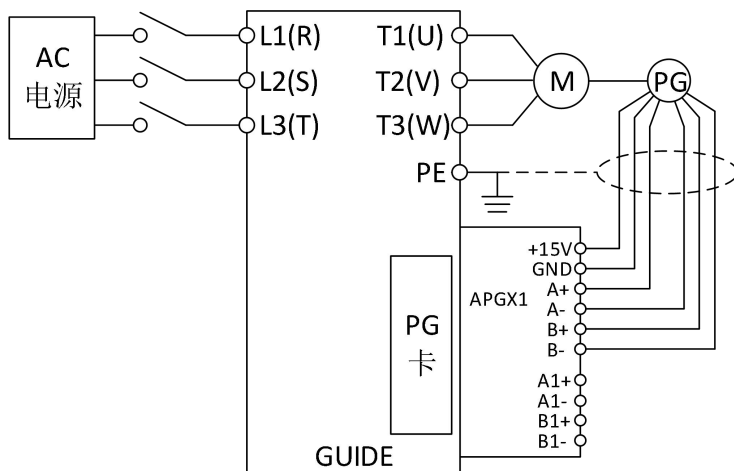 AC
电源
L1(R)
L2(S)
L3(T)
T1(U)
T2(V)
T3(W)
PE
M
PG
PG
卡
APGX1
+15V
GND
A+
A-
B+
B-
A1+
A1-
B1+
B1-
GUIDE